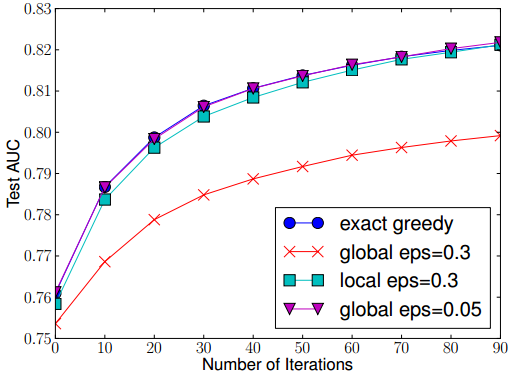 0.83
0.82
0.81
0.80
0.79
0.78
0.77
0.76
0.75
Test AUC
0 10 20 30 40 50 60 70 80 90
Number of Iterations
exact greedy
global eps=0.3
local eps=0.3
global eps=0.05